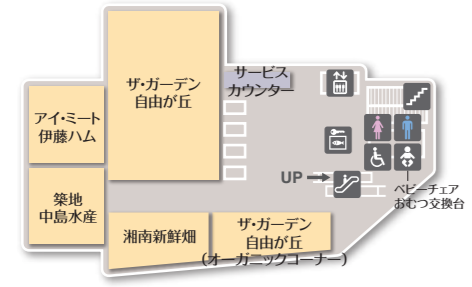 ザ・ガーデン
自由が丘
サービス
カウンター
アイ・ミート
伊藤ハム
築地
中島水産
湘南新鮮畑
ザ・ガーデン
自由が丘
(オーガニックコーナー)
UP
ベビーチェア
おむつ交換台